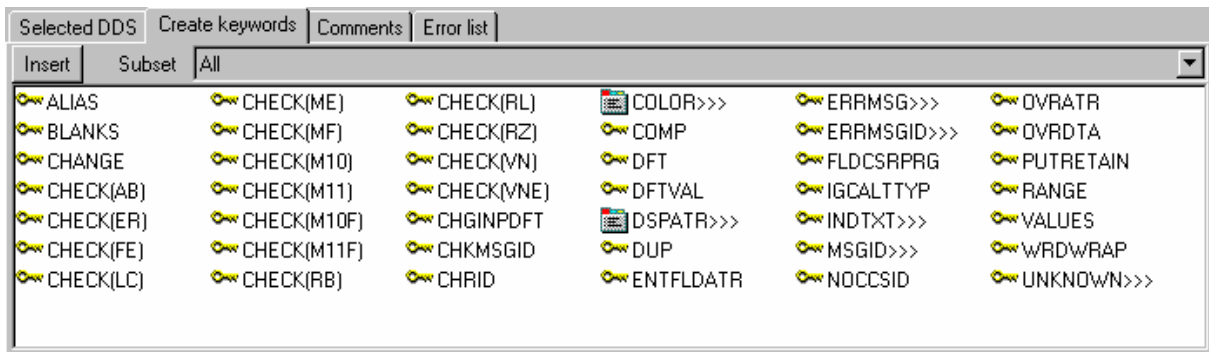 Selected DDS Create keywords Comments Error list
Insert Subset All
ALIAS CHECK(ME) CHECK(RL) COLOR>>> ERRMSG>>> OVRATR
BLANKS CHECK(MF) CHECK(RZ) COMP ERRMSGID>>> OVRDTA
CHANGE CHECK(M10) CHECK(VN) DFT FLDCSRPRG PUTRETAIN
CHECK(AB) CHECK(M11) CHECK(VNE) DFTVAL IGCALTTYP RANGE
CHECK(ER) CHECK(M10F) CHGINPDFT DSPATR>>> INDTXT>>> VALUES
CHECK(FE) CHECK(M11F) CHKMSGID DUP MSGID>>> WRDWRAP
CHECK(LC) CHECK(RB) CHRID ENTFLDATR NOCCSID UNKNOWN>>>